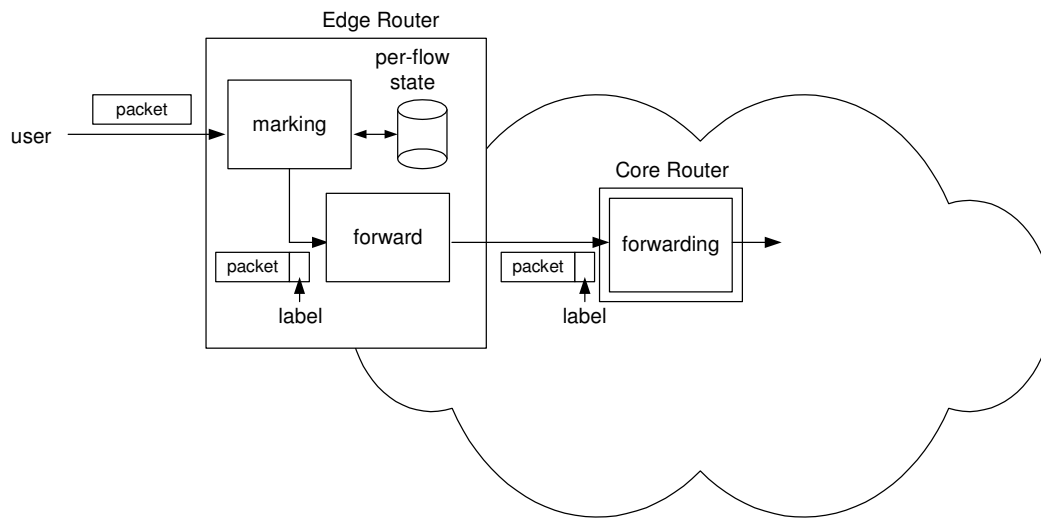 Edge Router
per-flow
state
packet
user
marking
Core Router
forward
forwarding
packet
packet
label
label